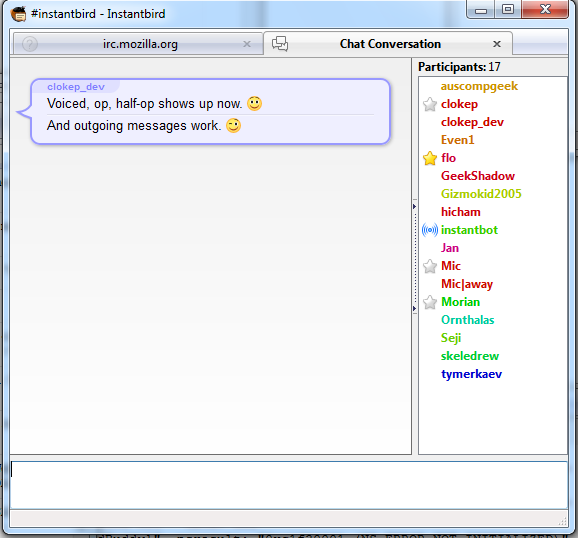 #instantbird - Instantbird
irc.mozilla.org
Chat Conversation
Participants: 17
clokep_dev
Voiced, op, half-op shows up now.
And outgoing messages work.
auscompgeek
clokep
clokep_dev
Even1
flo
GeekShadow
Gizmokid2005
hicham
instantbot
Jan
Mic
Mic|away
Morian
Ornthalas
Seji
skeledrew
tymerkaev